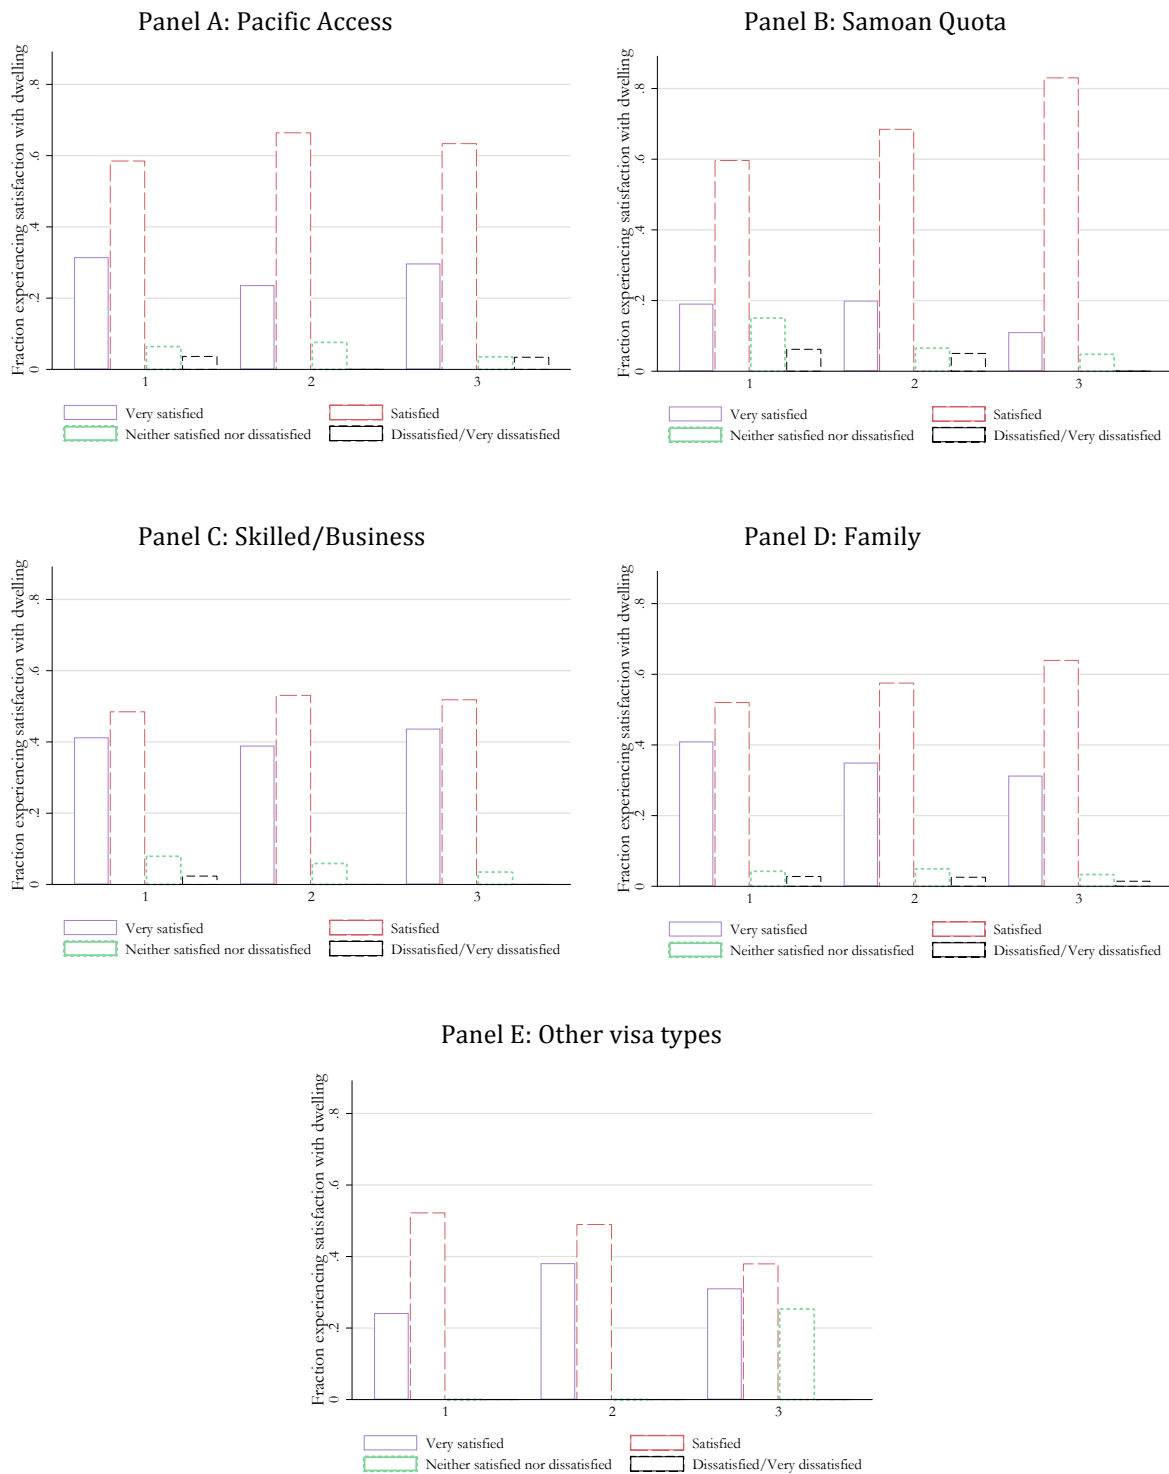 Panel A: Pacific Access
Fraction experiencing satisfaction with dwelling
0 .2 .4 .6 .8
1 2 3
Very satisfied Satisfied
Neither satisfied nor dissatisfied Dissatisfied/Very dissatisfied
Panel B: Samoan Quota
Fraction experiencing satisfaction with dwelling
0 .2 .4 .6 .8
1 2 3
Very satisfied Satisfied
Neither satisfied nor dissatisfied Dissatisfied/Very dissatisfied
Panel C: Skilled/Business
Fraction experiencing satisfaction with dwelling
0 .2 .4 .6 .8
1 2 3
Very satisfied Satisfied
Neither satisfied nor dissatisfied Dissatisfied/Very dissatisfied
Panel D: Family
Fraction experiencing satisfaction with dwelling
0 .2 .4 .6 .8
1 2 3
Very satisfied Satisfied
Neither satisfied nor dissatisfied Dissatisfied/Very dissatisfied
Panel E: Other visa types
Fraction experiencing satisfaction with dwelling
0 .2 .4 .6 .8
1 2 3
Very satisfied Satisfied
Neither satisfied nor dissatisfied Dissatisfied/Very dissatisfied